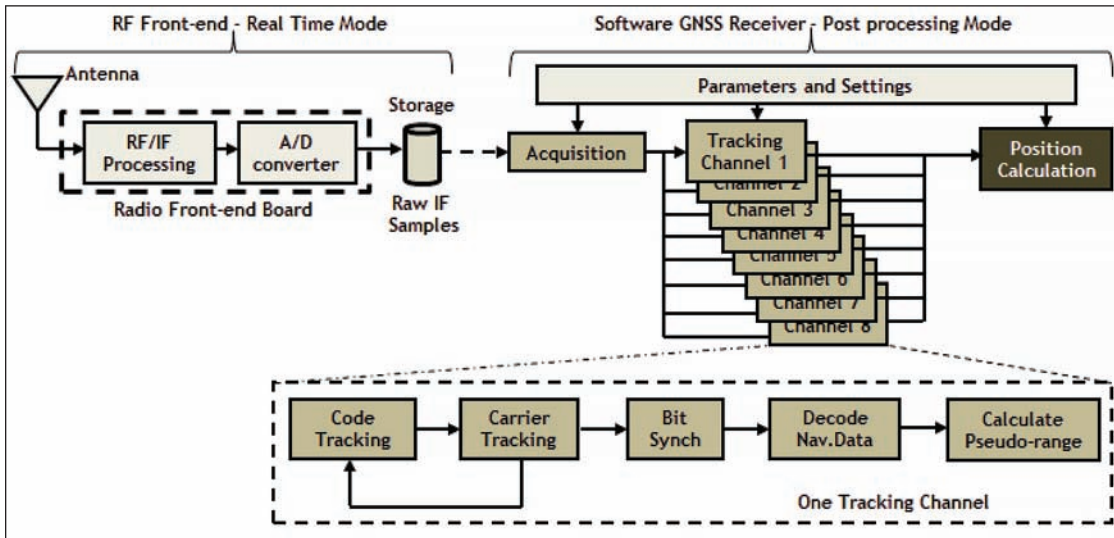 RF Front-end - Real Time Mode
Software GNSS Receiver - Post processing Mode
Antenna
RF/IF
Processing
A/D
converter
Radio Front-end Board
Storage
Raw IF
Samples
Parameters and Settings
Acquisition
Tracking
Channel 1
Channel 2
Channel 3
Channel 4
Channel 5
Channel 6
Channel 7
Channel 8
Position
Calculation
Code
Tracking
Carrier
Tracking
Bit
Synch
Decode
Nav.Data
Calculate
Pseudo-range
One Tracking Channel